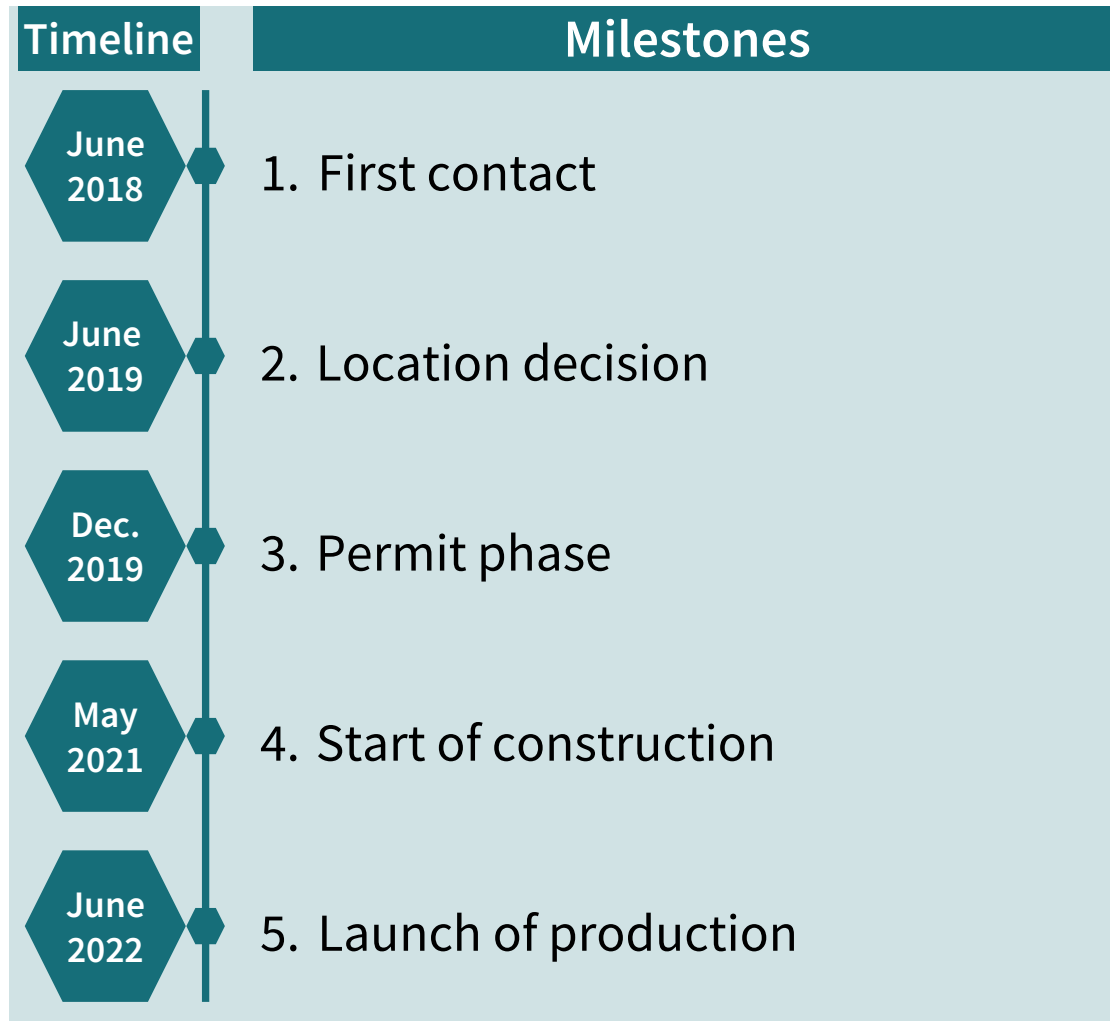 Timeline
Milestones
June
2018
1. First contact
June
2019
2. Location decision
Dec.
2019
3. Permit phase
May
2021
4. Start of construction
June
2022
5. Launch of production